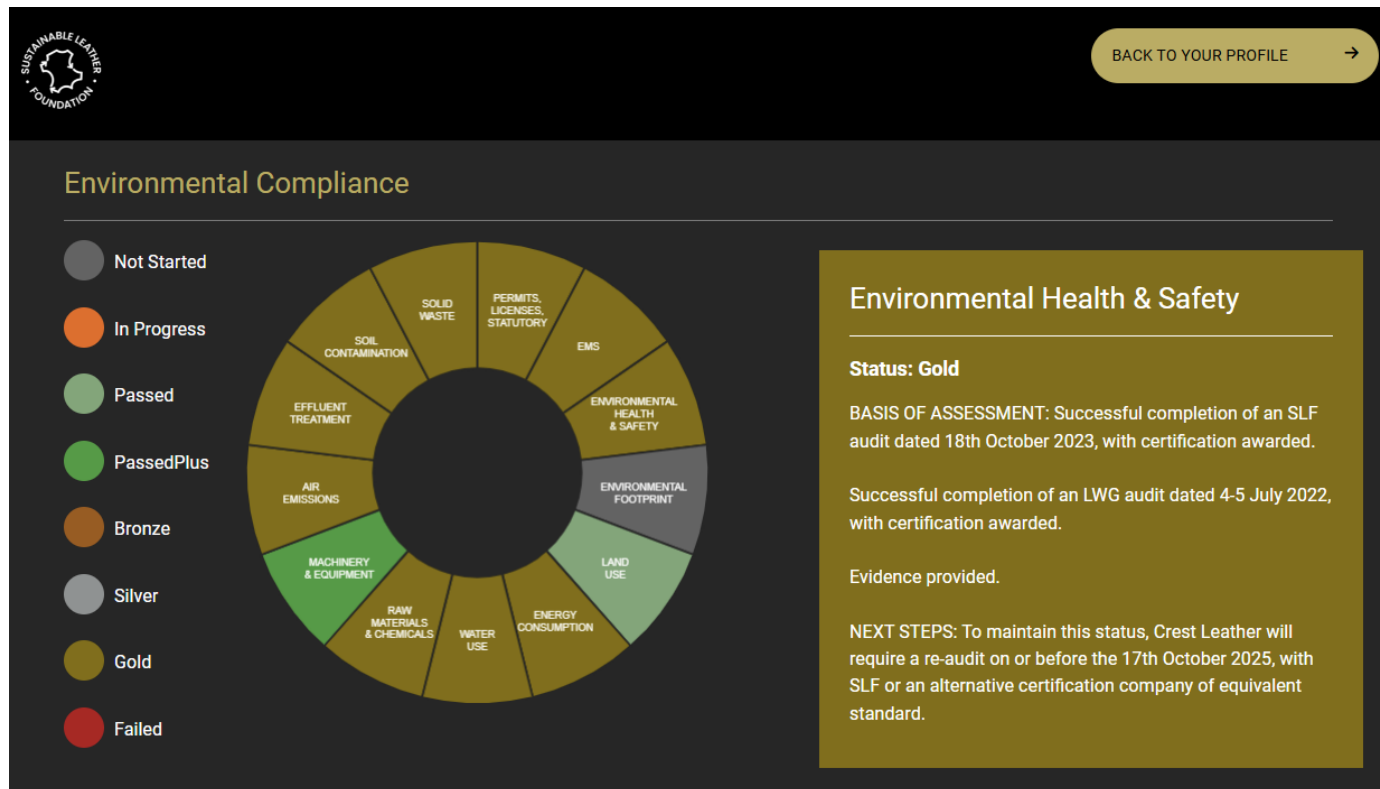 SUSTAINABLE LEATHER
FOUNDATION
BACK TO YOUR PROFILE
Environmental Compliance
Not Started
In Progress
Passed
PassedPlus
Bronze
Silver
Gold
Failed
PERMITS,
LICENSES,
STATUTORY
EMS
ENVIRONMENTAL
HEALTH
& SAFETY
ENVIRONMENTAL
FOOTPRINT
LAND
USE
ENERGY
CONSUMPTION
WATER
USE
RAW
MATERIALS
& CHEMICALS
MACHINERY
& EQUIPMENT
AIR
EMISSIONS
EFFLUENT
TREATMENT
SOIL
CONTAMINATION
SOLID
WASTE
Environmental Health & Safety
Status: Gold
BASIS OF ASSESSMENT: Successful completion of an SLF
audit dated 18th October 2023, with certification awarded.
Successful completion of an LWG audit dated 4-5 July 2022,
with certification awarded.
Evidence provided.
NEXT STEPS: To maintain this status, Crest Leather will
require a re-audit on or before the 17th October 2025, with
SLF or an alternative certification company of equivalent
standard.